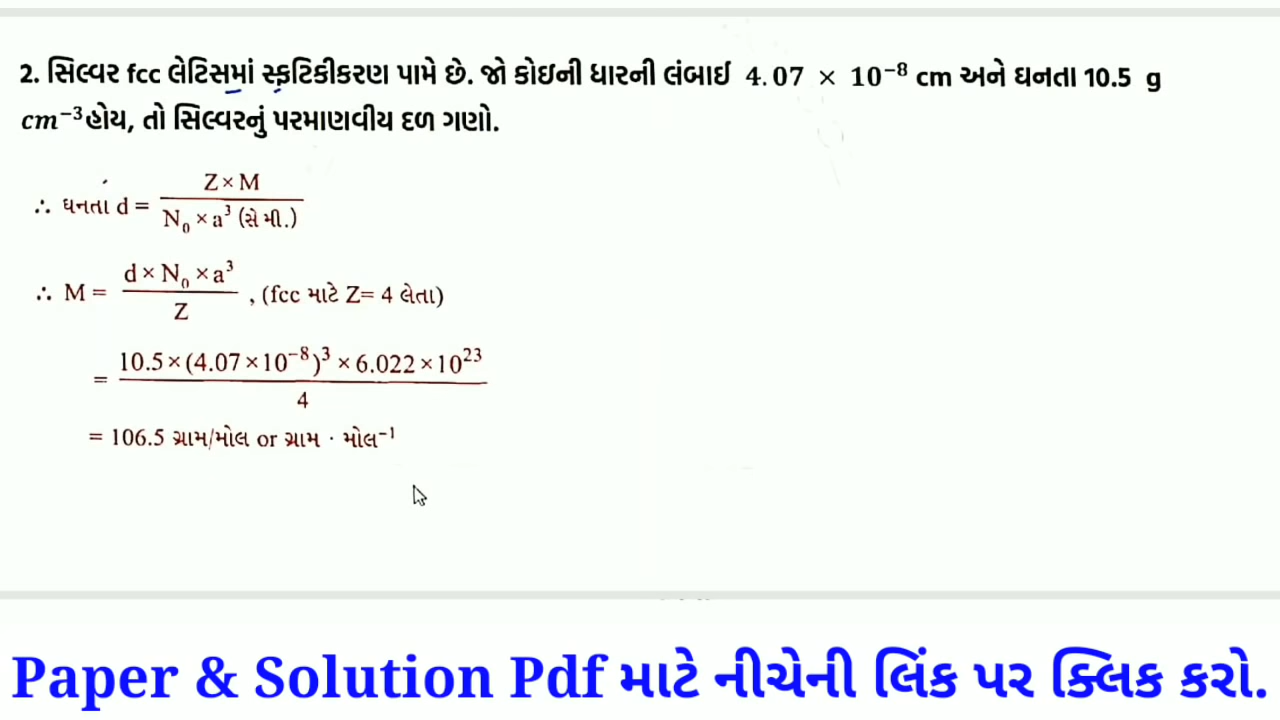 2. સિલ્વર fcc લેટિસમાં સ્ફટિકીકરણ પામે છે. જો કોઈની ધારની લંબાઈ 4.07 × 10⁻⁸ cm અને ઘનતા 10.5 g
cm⁻³ હોય, તો સિલ્વરનું પરમાણ્વીય દળ ગણો.
∴ ઘનતા d = Z × M / N₀ × a³ (સે મી.)
∴ M = d × N₀ × a³ / Z , (fcc માટે Z= 4 લેતા)
= 10.5 × (4.07 × 10⁻⁸)³ × 6.022 × 10²³ / 4
= 106.5 ગ્રામ/મોલ or ગ્રામ · મોલ⁻¹
Paper & Solution Pdf માટે નીચેની લિંક પર ક્લિક કરો.